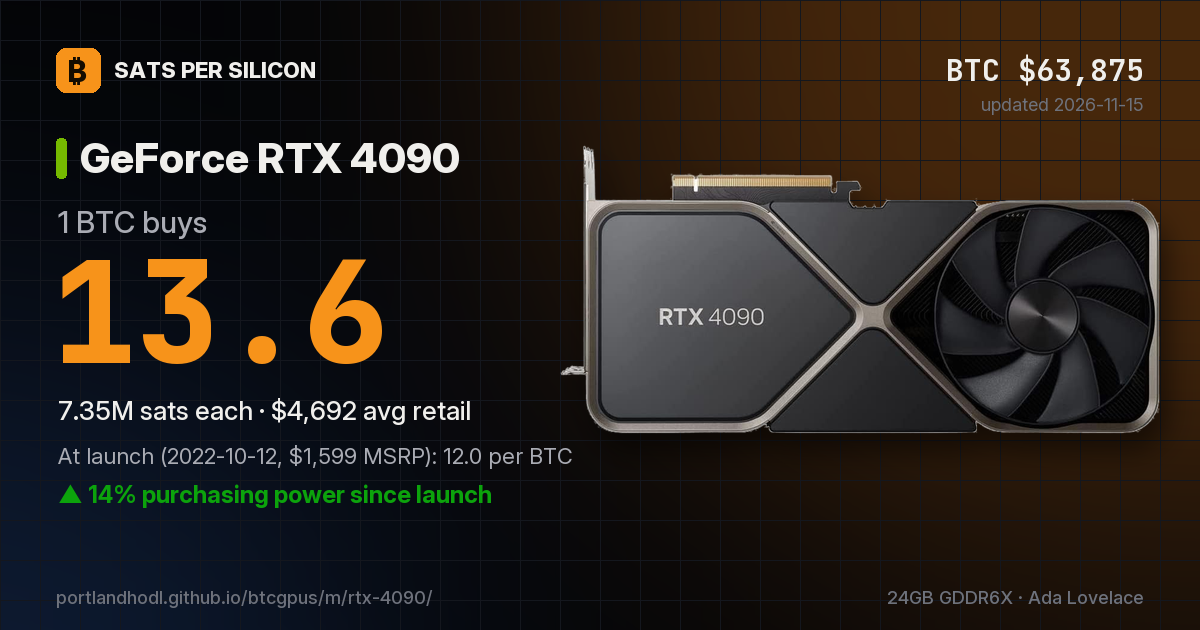 SATS PER SILICON
BTC $63,875
updated 2026-11-15
GeForce RTX 4090
1 BTC buys
13.6
RTX 4090
7.35M sats each · $4,692 avg retail
At launch (2022-10-12, $1,599 MSRP): 12.0 per BTC
▲ 14% purchasing power since launch
portlandhodl.github.io/btcgpus/m/rtx-4090/
24GB GDDR6X · Ada Lovelace